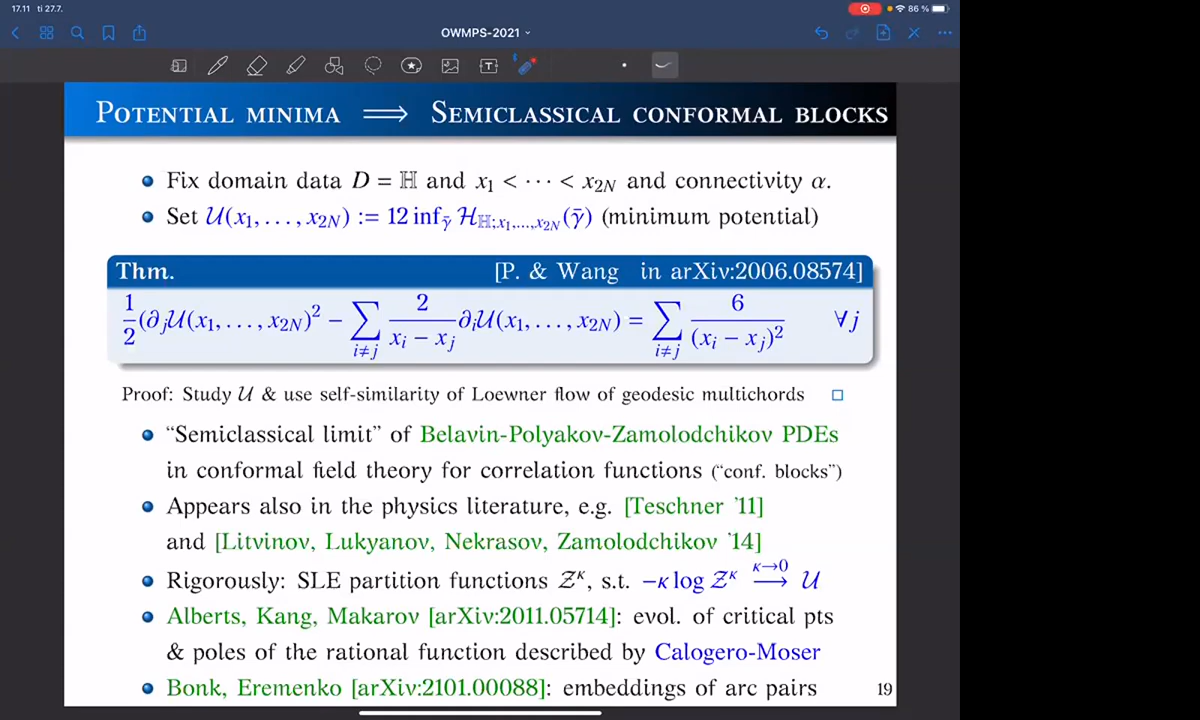 17.11 ti 27.7.
86 %
OWMPS-2021
POTENTIAL MINIMA ⟹ SEMICLASSICAL CONFORMAL BLOCKS
Fix domain data D = ℍ and x₁ < ⋯ < x₂N and connectivity α.
Set 𝒰(x₁, …, x₂N) := 12 inf_γ̄ ℋ_ℍ;x₁,…,x₂N(γ̄) (minimum potential)
Thm. [P. & Wang in arXiv:2006.08574]
1/2 (∂ⱼ𝒰(x₁, …, x₂N)² − ∑_{i≠j} 2/(xᵢ − xⱼ) ∂ᵢ𝒰(x₁, …, x₂N) = ∑_{i≠j} 6/(xᵢ − xⱼ)² ∀j
Proof: Study 𝒰 & use self-similarity of Loewner flow of geodesic multichords □
"Semiclassical limit" of Belavin-Polyakov-Zamolodchikov PDEs
in conformal field theory for correlation functions ("conf. blocks")
Appears also in the physics literature, e.g. [Teschner '11]
and [Litvinov, Lukyanov, Nekrasov, Zamolodchikov '14]
Rigorously: SLE partition functions 𝒵^κ, s.t. −κ log 𝒵^κ ⟶^{κ→0} 𝒰
Alberts, Kang, Makarov [arXiv:2011.05714]: evol. of critical pts
& poles of the rational function described by Calogero-Moser
Bonk, Eremenko [arXiv:2101.00088]: embeddings of arc pairs
19